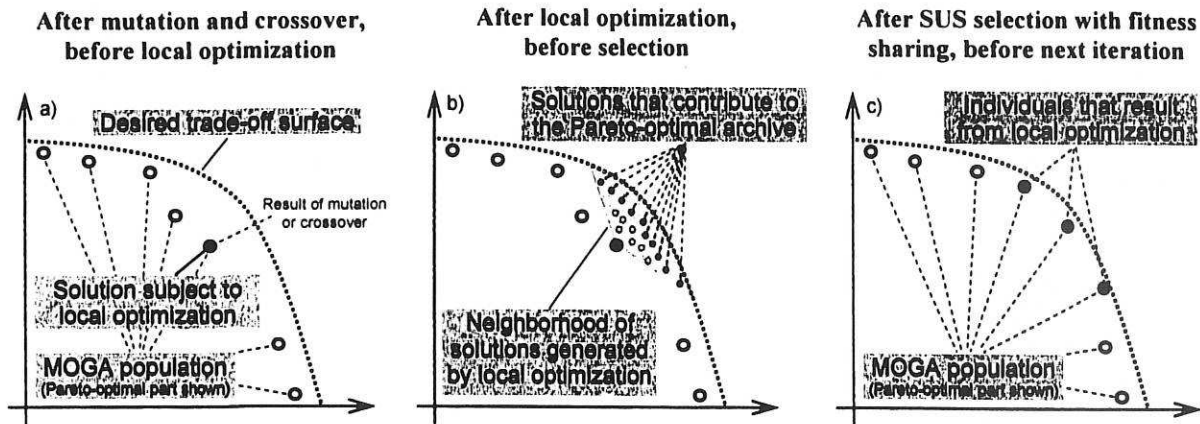 After mutation and crossover,
before local optimization
After local optimization,
before selection
After SUS selection with fitness
sharing, before next iteration
a)
Desired trade-off surface
Result of mutation
or crossover
Solution subject to
local optimization
MOGA population
(Pareto-optimal part shown)
b)
Solutions that contribute to
the Pareto-optimal archive
Neighborhood of
solutions generated
by local optimization
c)
Individuals that result
from local optimization
MOGA population
(Pareto-optimal part shown)